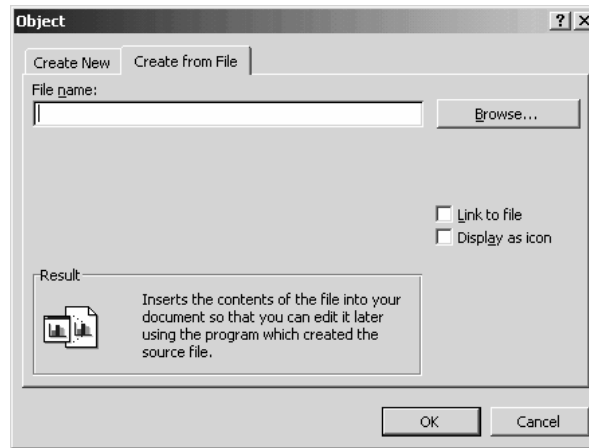 Object
Create New
Create from File
File name:
Browse...
Link to file
Display as icon
Result
Inserts the contents of the file into your
document so that you can edit it later
using the program which created the
source file.
OK
Cancel